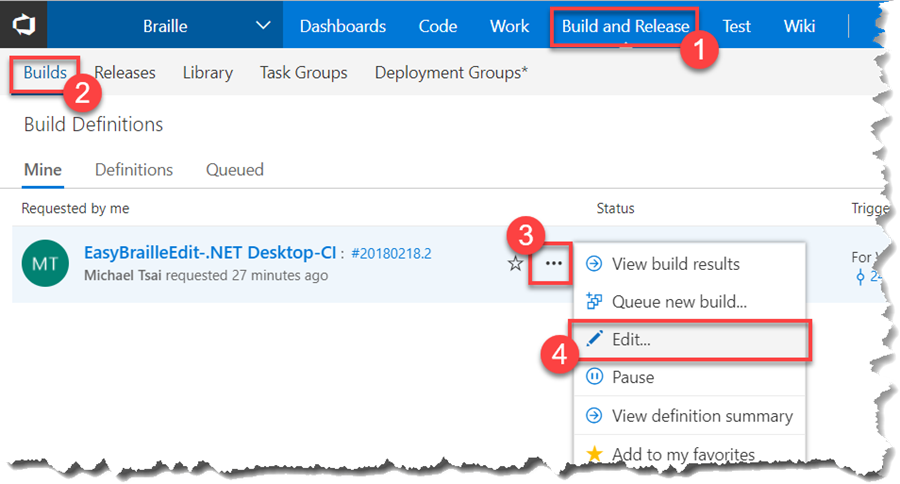 Braille Dashboards Code Work Build and Release Test Wiki
1
Builds Releases Library Task Groups Deployment Groups*
2
Build Definitions
Mine Definitions Queued
Requested by me Status Trigge
3
MT
EasyBrailleEdit-.NET Desktop-CI : #20180218.2
Michael Tsai requested 27 minutes ago
...
For
View build results
Queue new build...
4
Edit...
Pause
View definition summary
Add to my favorites